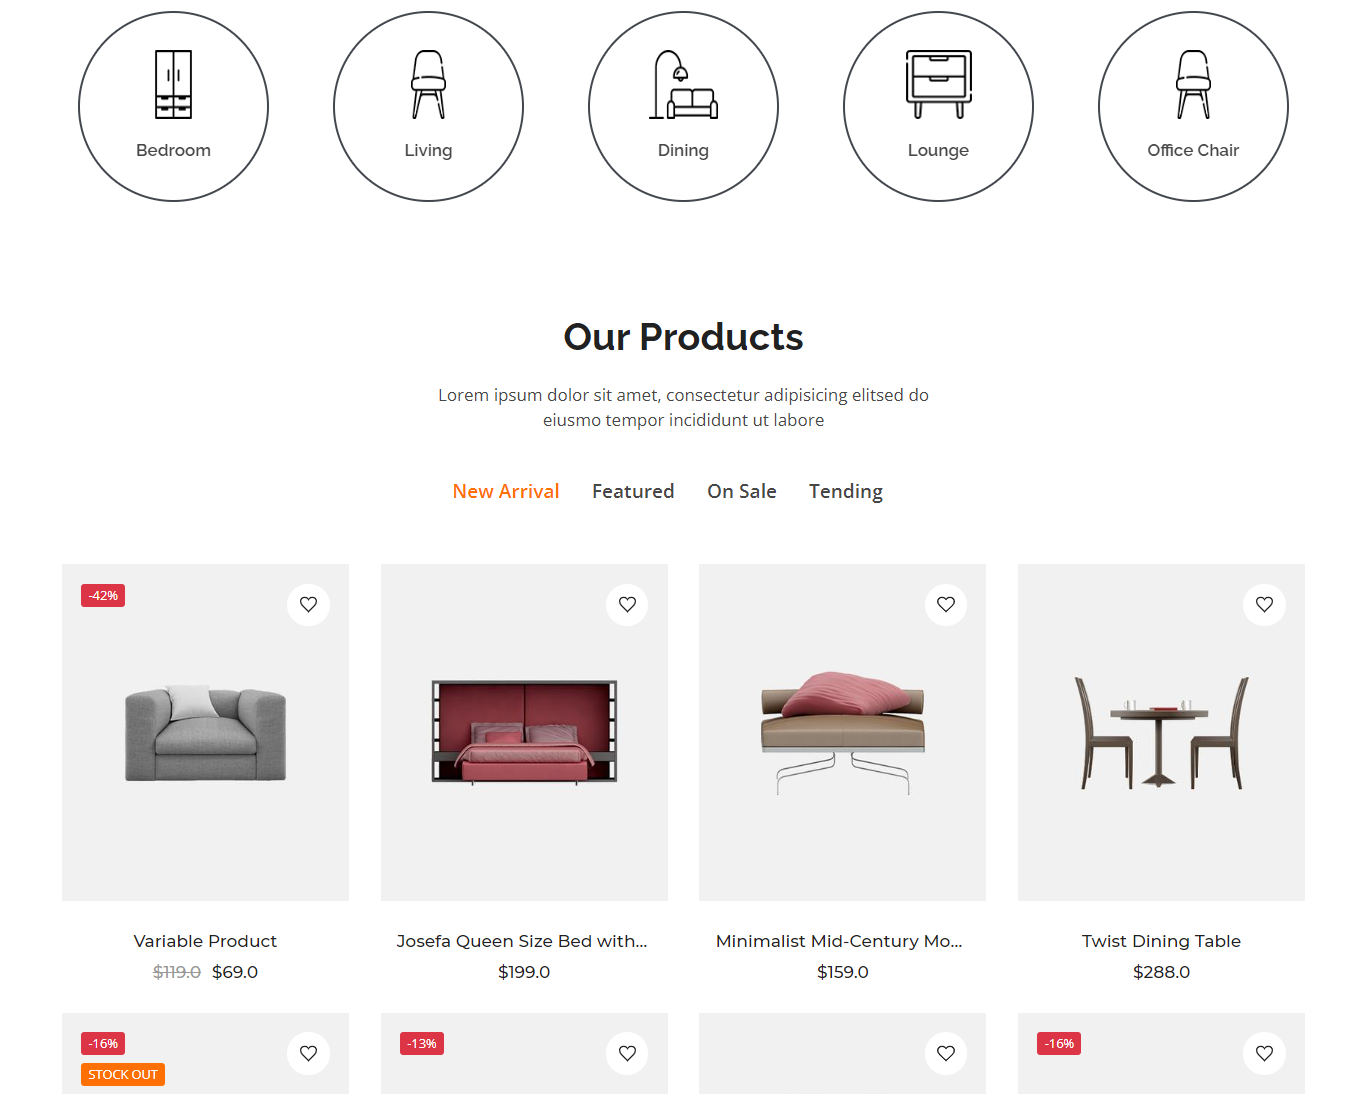 Bedroom
Living
Dining
Lounge
Office Chair
Our Products
Lorem ipsum dolor sit amet, consectetur adipisicing elitsed do
eiusmo tempor incididunt ut labore
New Arrival
Featured
On Sale
Tending
-42%
Variable Product
$119.0 $69.0
Josefa Queen Size Bed with...
$199.0
Minimalist Mid-Century Mo...
$159.0
Twist Dining Table
$288.0
-16%
STOCK OUT
-13%
-16%